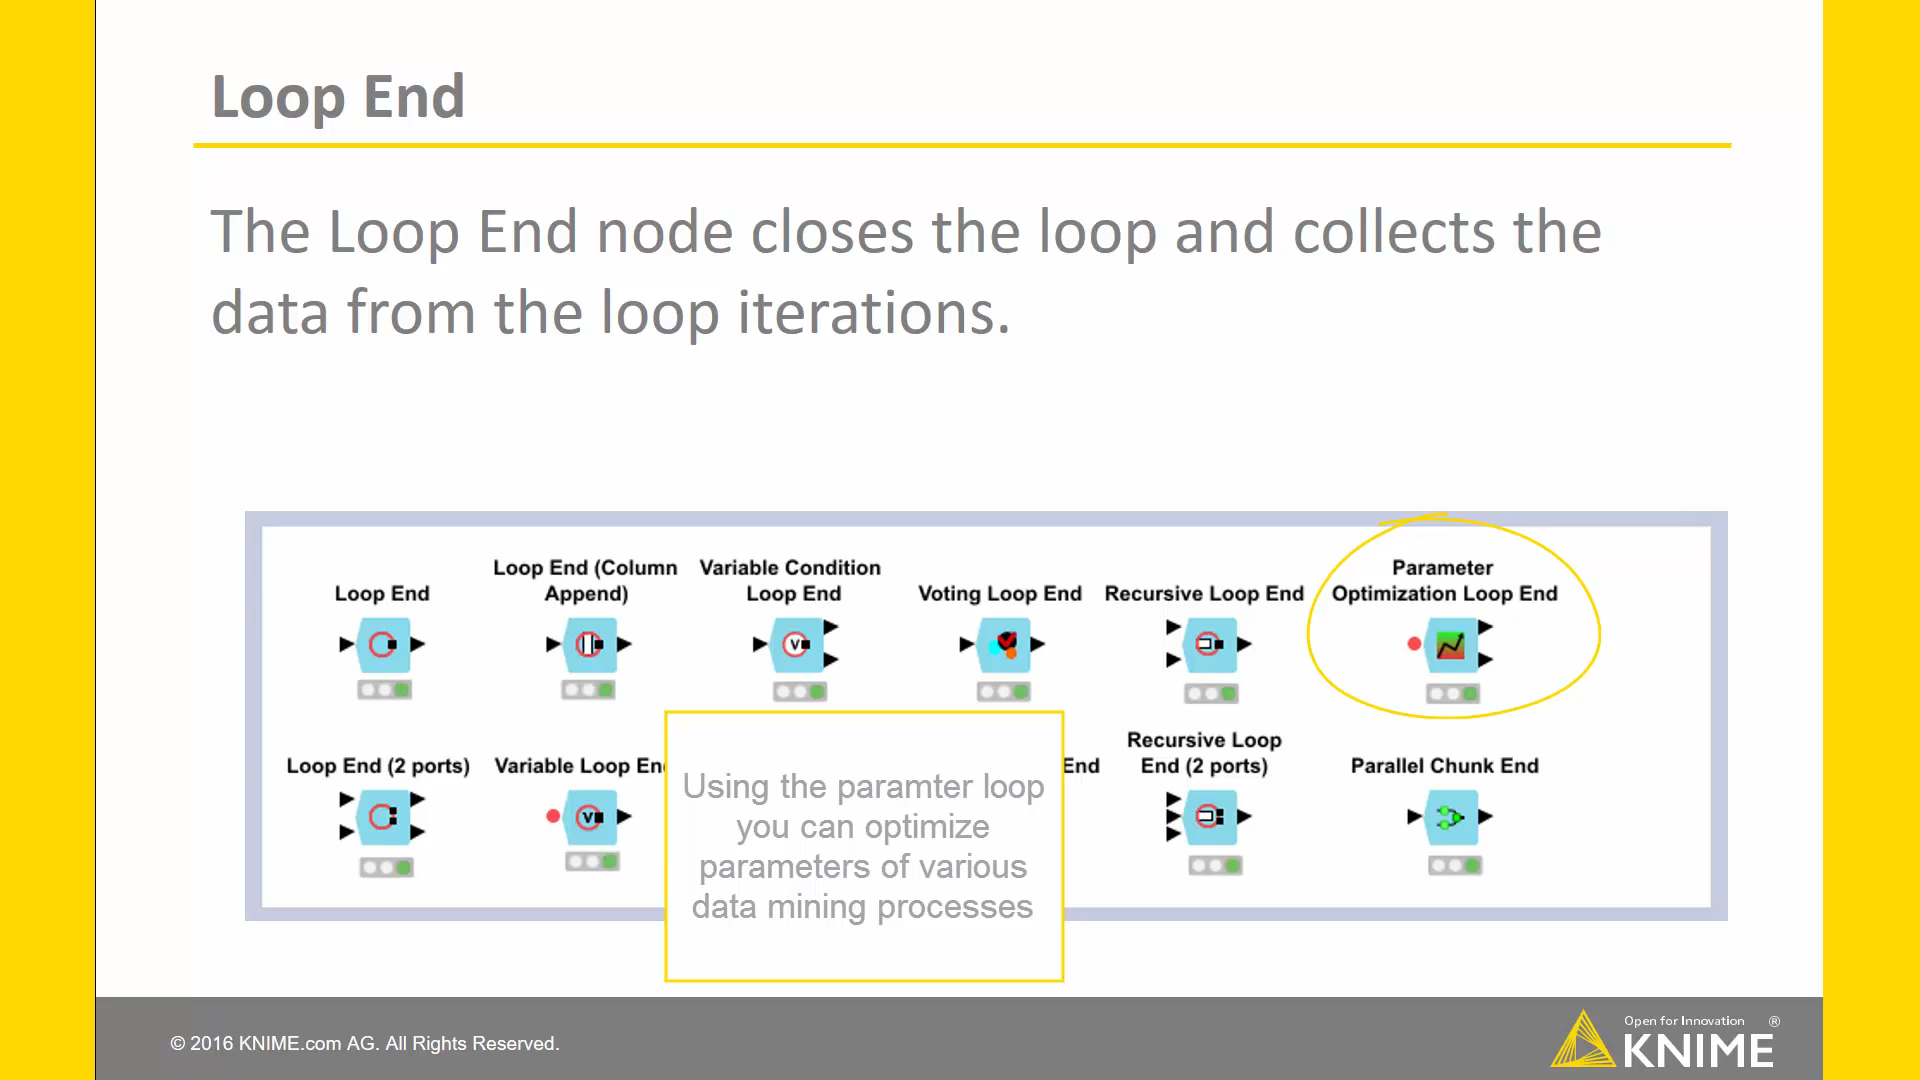 Loop End
The Loop End node closes the loop and collects the
data from the loop iterations.
Loop End
Loop End (Column
Append)
Variable Condition
Loop End
Voting Loop End
Recursive Loop End
Parameter
Optimization Loop End
V
Loop End (2 ports)
Variable Loop En
End
Recursive Loop
End (2 ports)
Parallel Chunk End
V
Using the paramter loop
you can optimize
parameters of various
data mining processes
© 2016 KNIME.com AG. All Rights Reserved.
Open for Innovation ®
KNIME